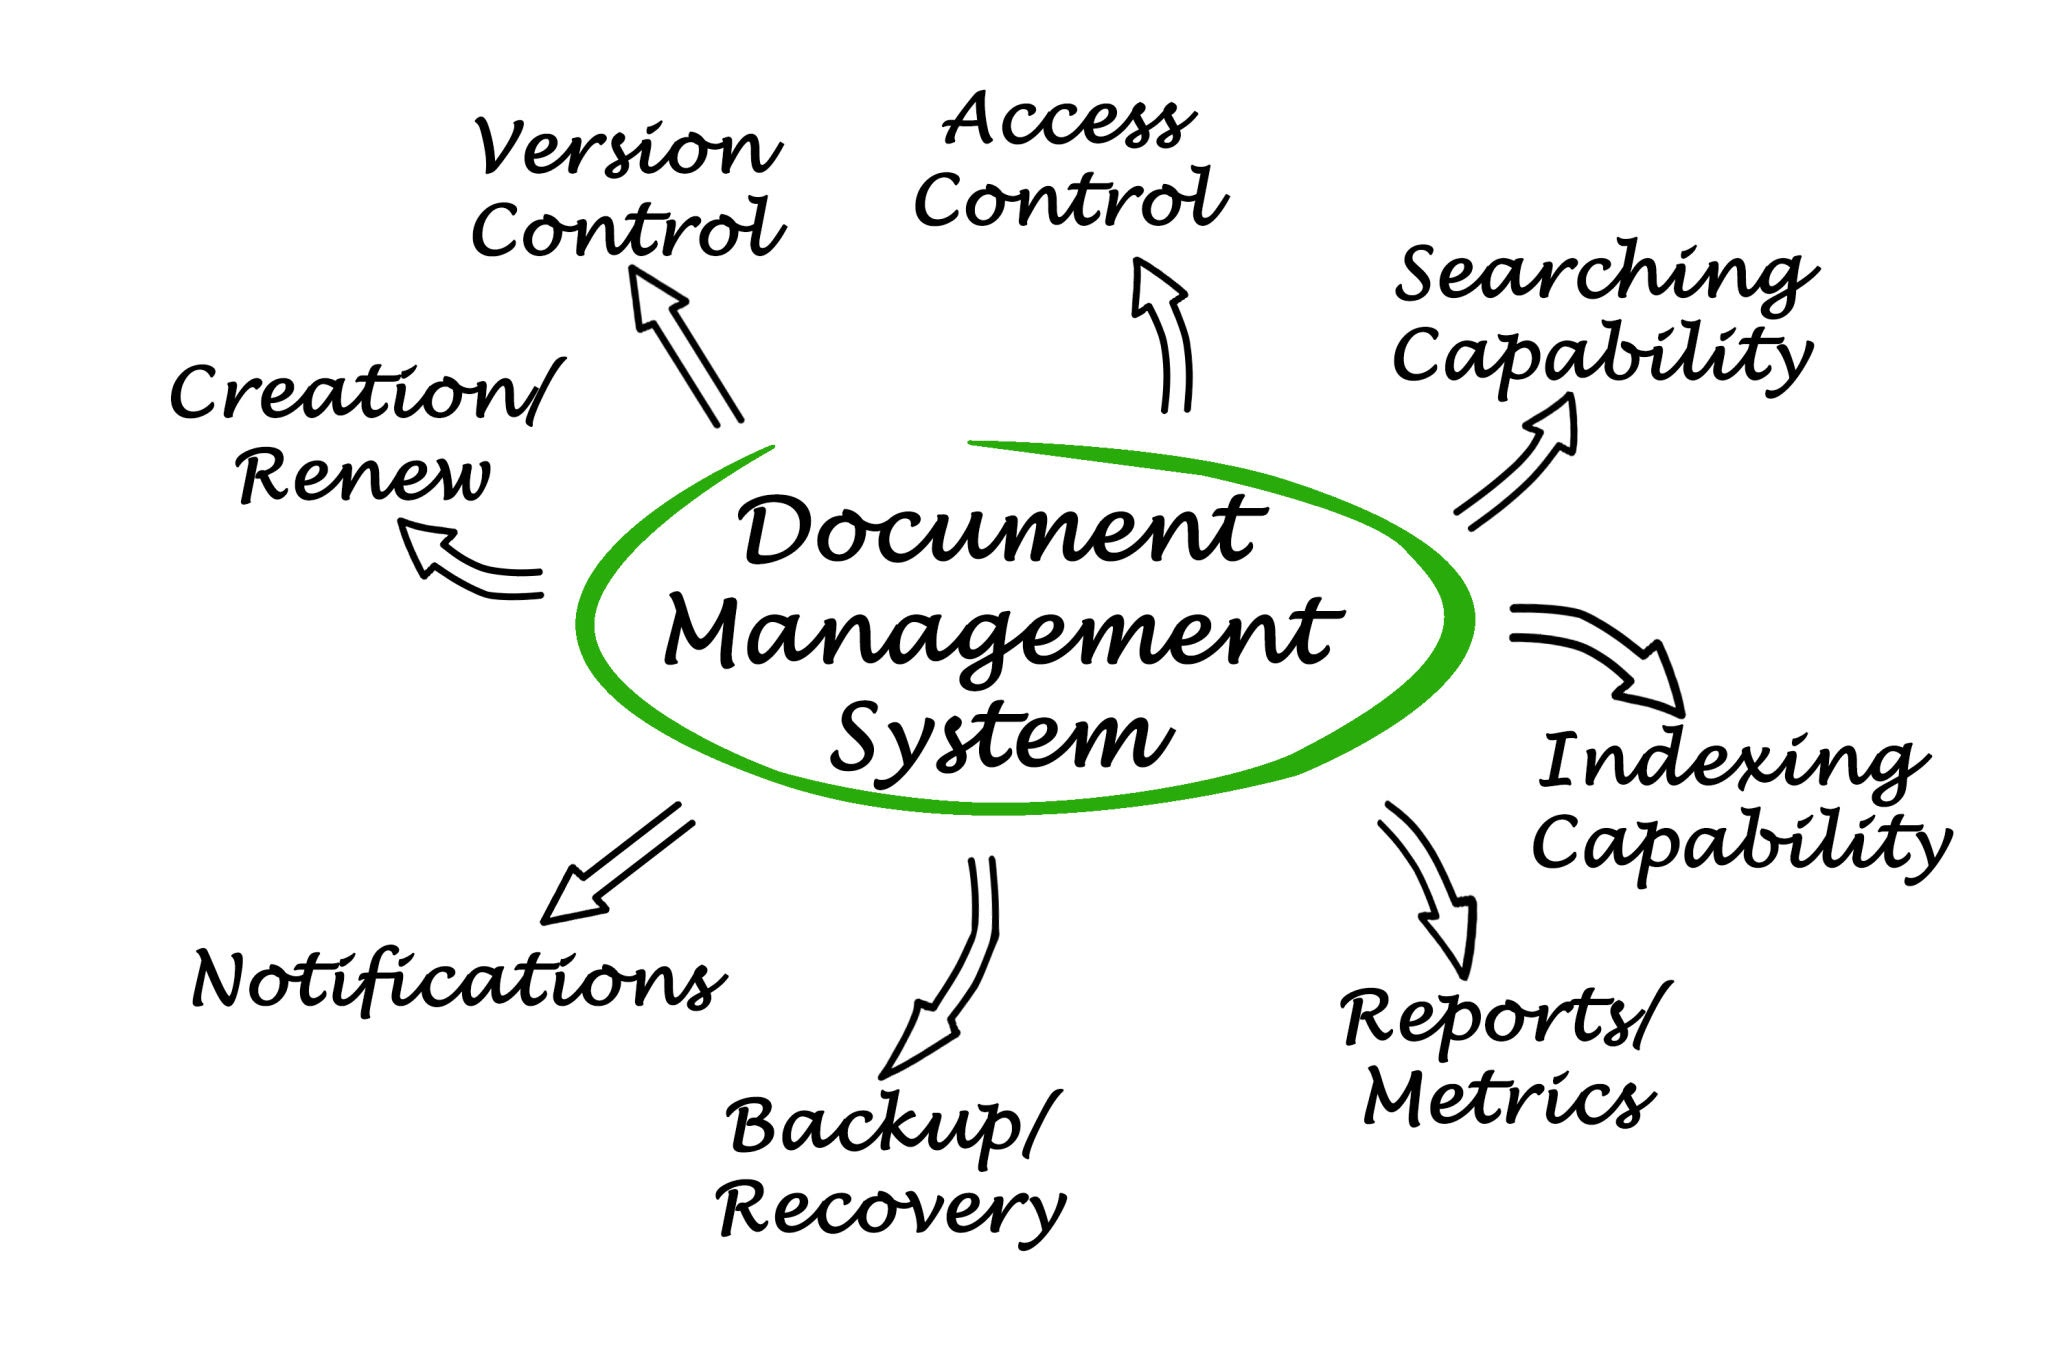 Version
Control
Access
Control
Searching
Capability
Creation/
Renew
Document
Management
System
Indexing
Capability
Notifications
Reports/
Metrics
Backup/
Recovery